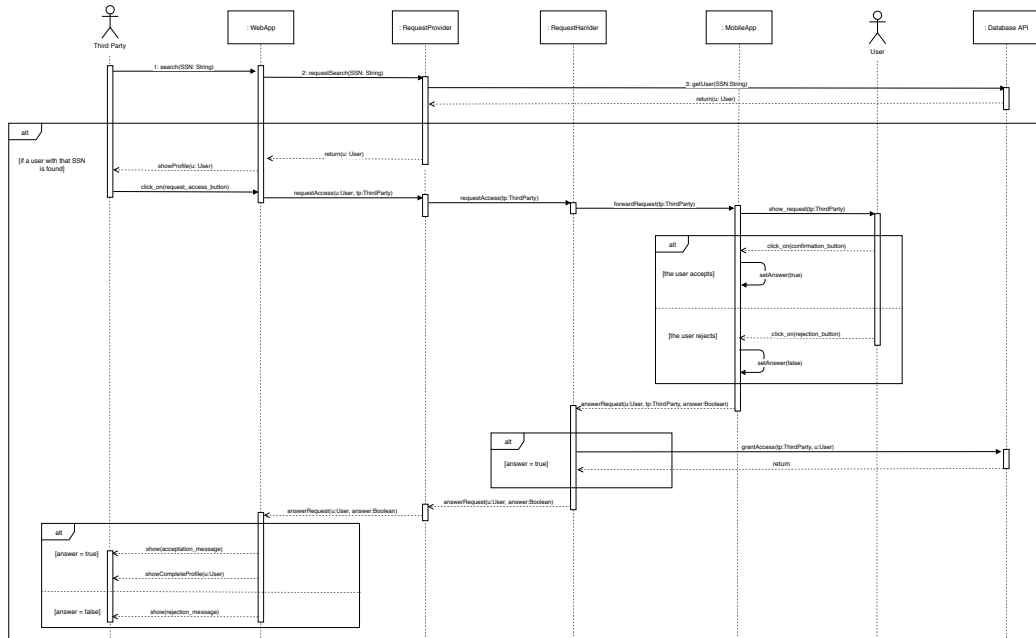 Third Party
: WebApp
: RequestProvider
: RequestHanlder
: MobileApp
User
: Database API
1: search(SSN: String)
2: requestSearch(SSN: String)
3: getUser(SSN:String)
return(u: User)
alt
[if a user with that SSN
is found]
return(u: User)
showProfile(u: User)
click_on(request_access_button)
requestAccess(u:User, tp:ThirdParty)
requestAccess(tp:ThirdParty)
forwardRequest(tp:ThirdParty)
show_request(tp:ThirdParty)
alt
click_on(confirmation_button)
[the user accepts]
setAnswer(true)
[the user rejects]
click_on(rejection_button)
setAnswer(false)
answerRequest(u:User, tp:ThirdParty, answer:Boolean)
alt
grantAccess(tp:ThirdParty, u:User)
[answer = true]
return
answerRequest(u:User, answer:Boolean)
answerRequest(u:User, answer:Boolean)
alt
[answer = true]
show(acceptation_message)
showCompleteProfile(u:User)
[answer = false]
show(rejection_message)